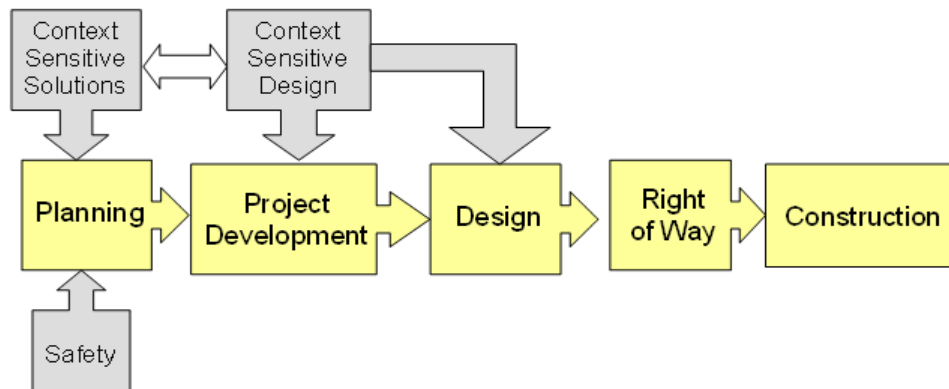 Context
Sensitive
Solutions
Context
Sensitive
Design
Planning
Project
Development
Design
Right
of Way
Construction
Safety